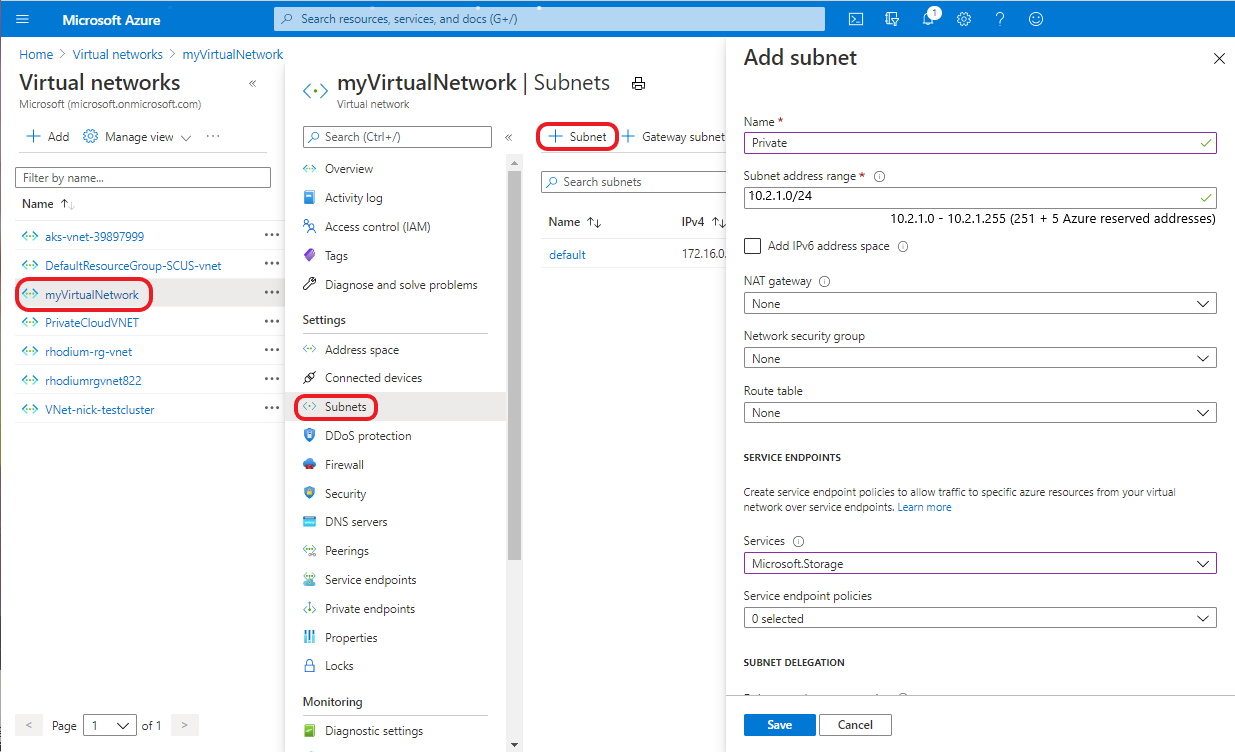 Microsoft Azure
Search resources, services, and docs (G+/)
1
Home > Virtual networks > myVirtualNetwork
Virtual networks
Microsoft (microsoft.onmicrosoft.com)
Add
Manage view
Filter by name...
Name
aks-vnet-39897999
DefaultResourceGroup-SCUS-vnet
myVirtualNetwork
PrivateCloudVNET
rhodium-rg-vnet
rhodiumrgvnet822
VNet-nick-testcluster
< Page 1 of 1 >
myVirtualNetwork | Subnets
Virtual network
Search (Ctrl+/)
Overview
Activity log
Access control (IAM)
Tags
Diagnose and solve problems
Settings
Address space
Connected devices
Subnets
DDoS protection
Firewall
Security
DNS servers
Peerings
Service endpoints
Private endpoints
Properties
Locks
Monitoring
Diagnostic settings
+ Subnet + Gateway subnet
Search subnets
Name IPv4
default 172.16.0.
Add subnet
Name *
Private
Subnet address range *
10.2.1.0/24
10.2.1.0 - 10.2.1.255 (251 + 5 Azure reserved addresses)
Add IPv6 address space
NAT gateway
None
Network security group
None
Route table
None
SERVICE ENDPOINTS
Create service endpoint policies to allow traffic to specific azure resources from your virtual
network over service endpoints. Learn more
Services
Microsoft.Storage
Service endpoint policies
0 selected
SUBNET DELEGATION
Save Cancel